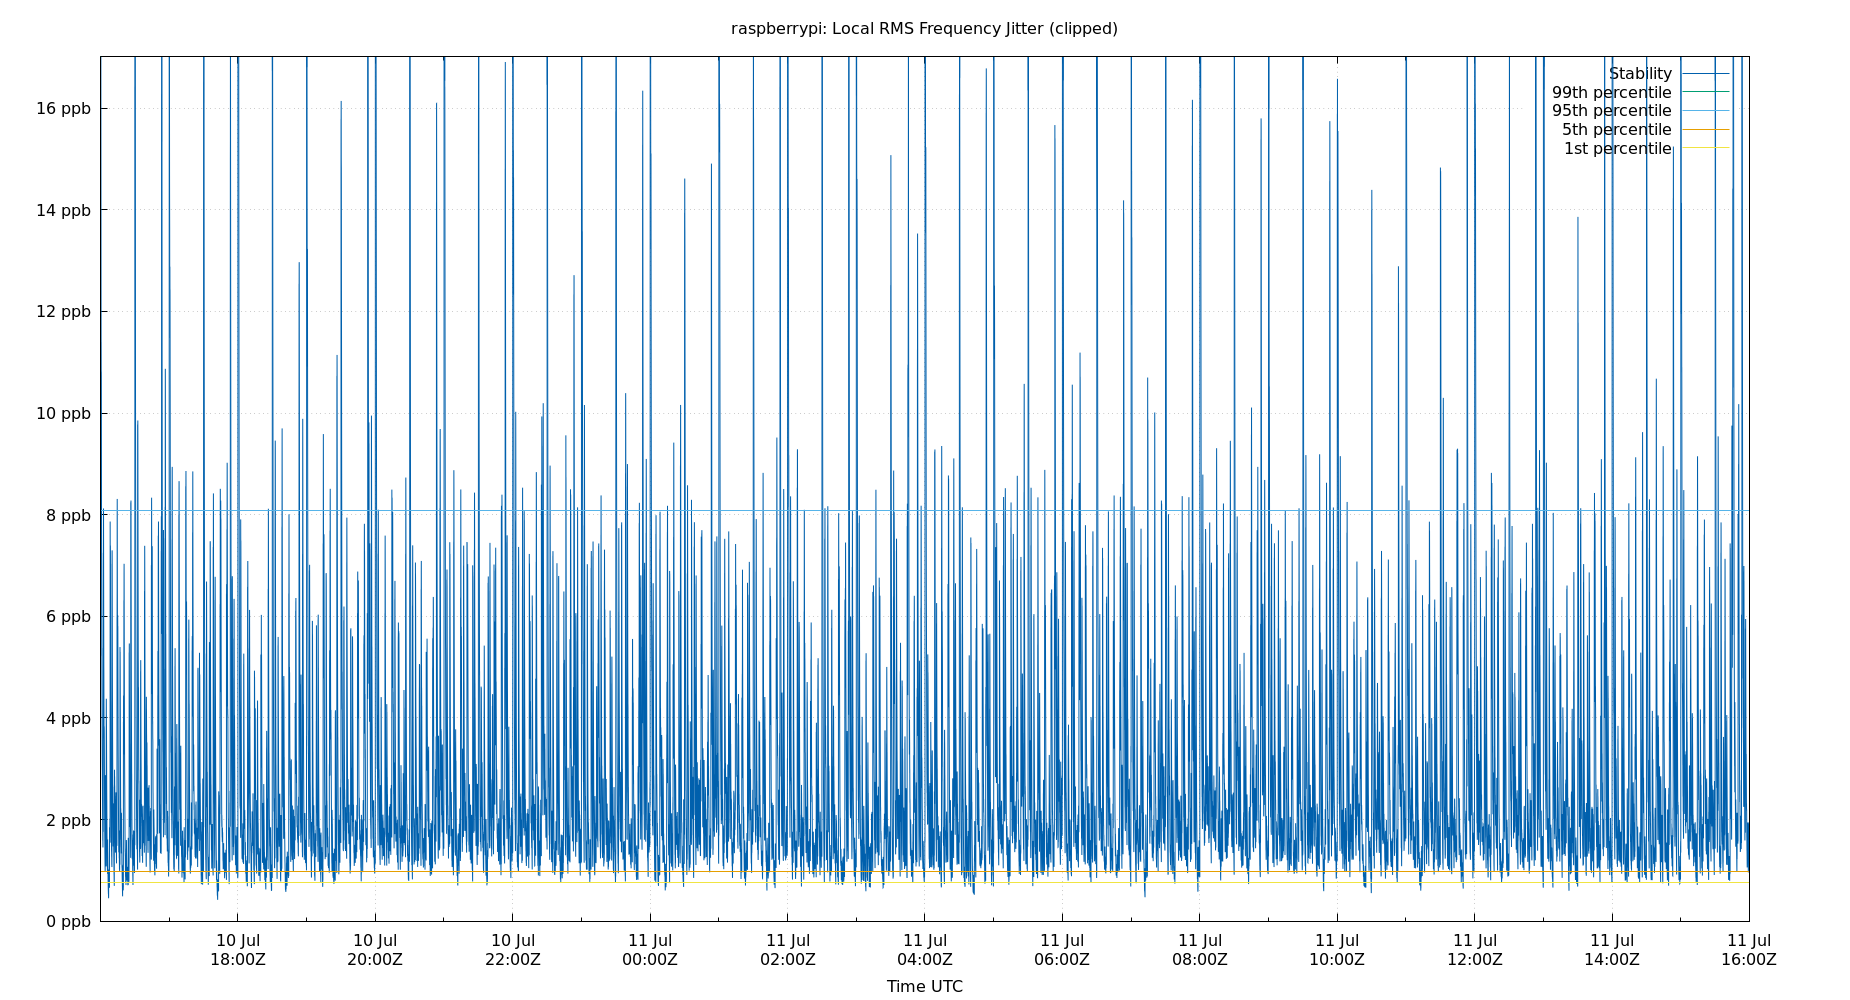 raspberrypi: Local RMS Frequency Jitter (clipped)
Stability
99th percentile
95th percentile
5th percentile
1st percentile
16 ppb
14 ppb
12 ppb
10 ppb
8 ppb
6 ppb
4 ppb
2 ppb
0 ppb
10 Jul 10 Jul 10 Jul 11 Jul 11 Jul 11 Jul 11 Jul 11 Jul 11 Jul 11 Jul 11 Jul 11 Jul
18:00Z 20:00Z 22:00Z 00:00Z 02:00Z 04:00Z 06:00Z 08:00Z 10:00Z 12:00Z 14:00Z 16:00Z
Time UTC